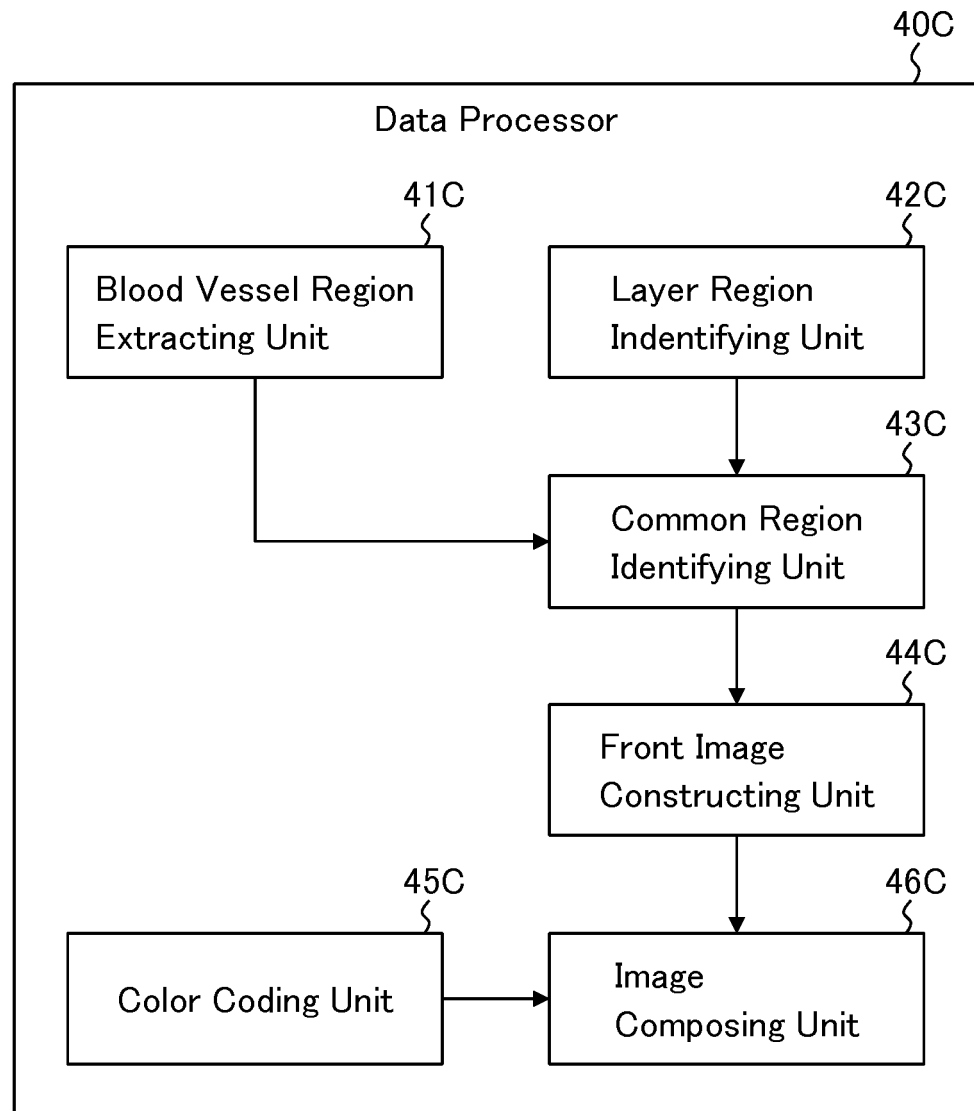 40C
Data Processor
41C
42C
Blood Vessel Region
Extracting Unit
Layer Region
Indentifying Unit
43C
Common Region
Identifying Unit
44C
Front Image
Constructing Unit
45C
46C
Color Coding Unit
Image
Composing Unit